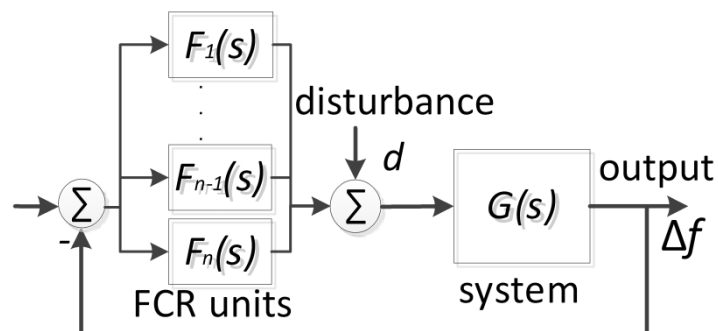 F1(s)
.
.
.
disturbance
Fn-1(s)
d
output
Σ
Σ
G(s)
-
Fn(s)
Δf
FCR units
system